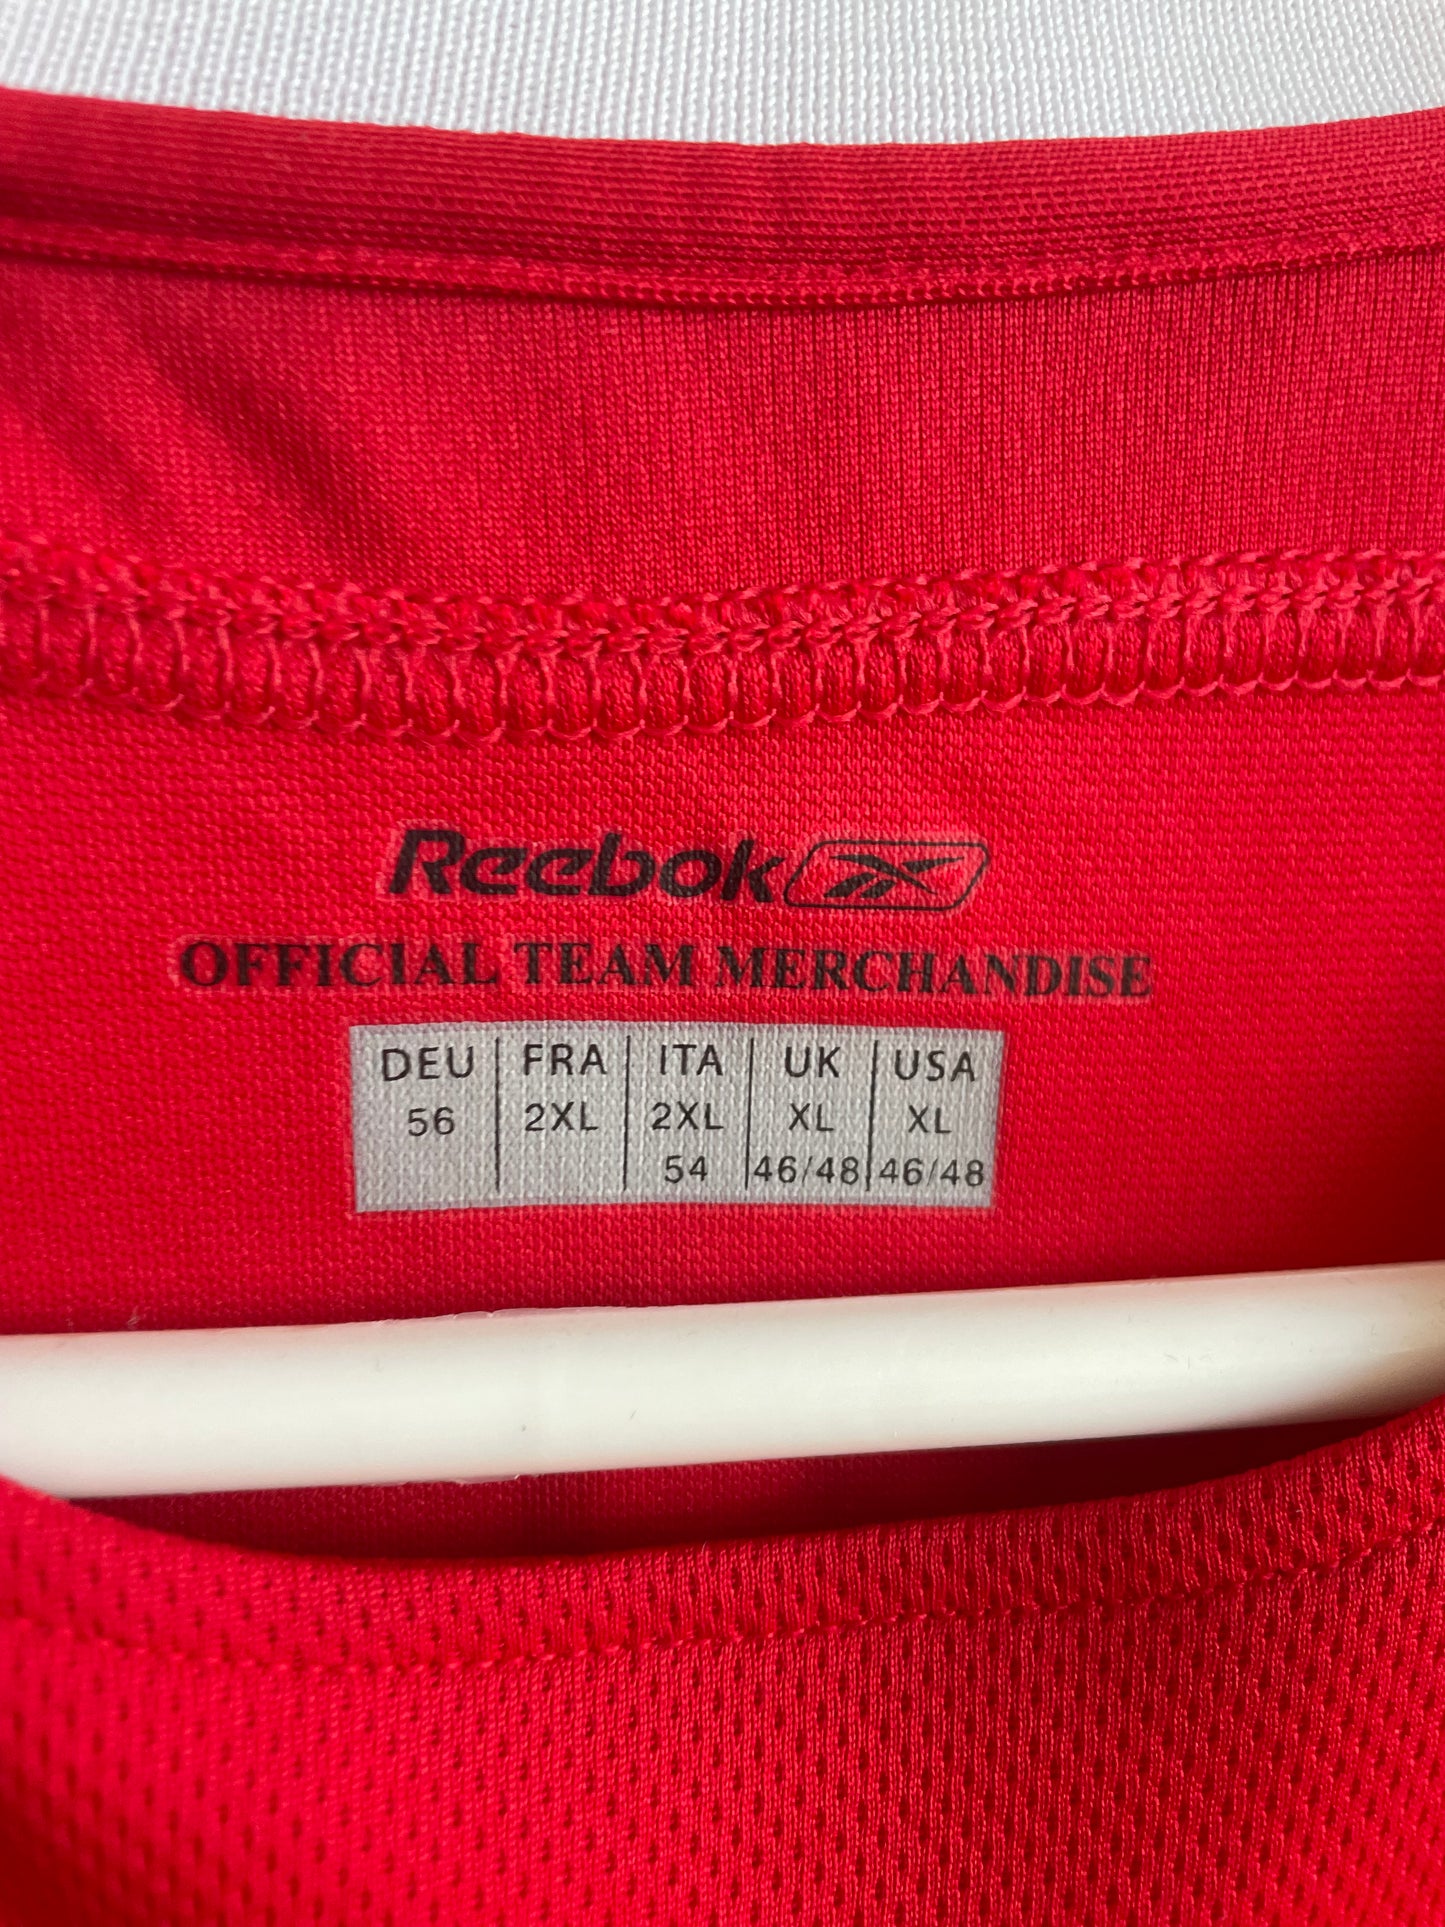 Reebok
OFFICIAL TEAM MERCHANDISE
DEU FRA ITA UK USA
56 2XL 2XL XL XL
54 46/48 46/48